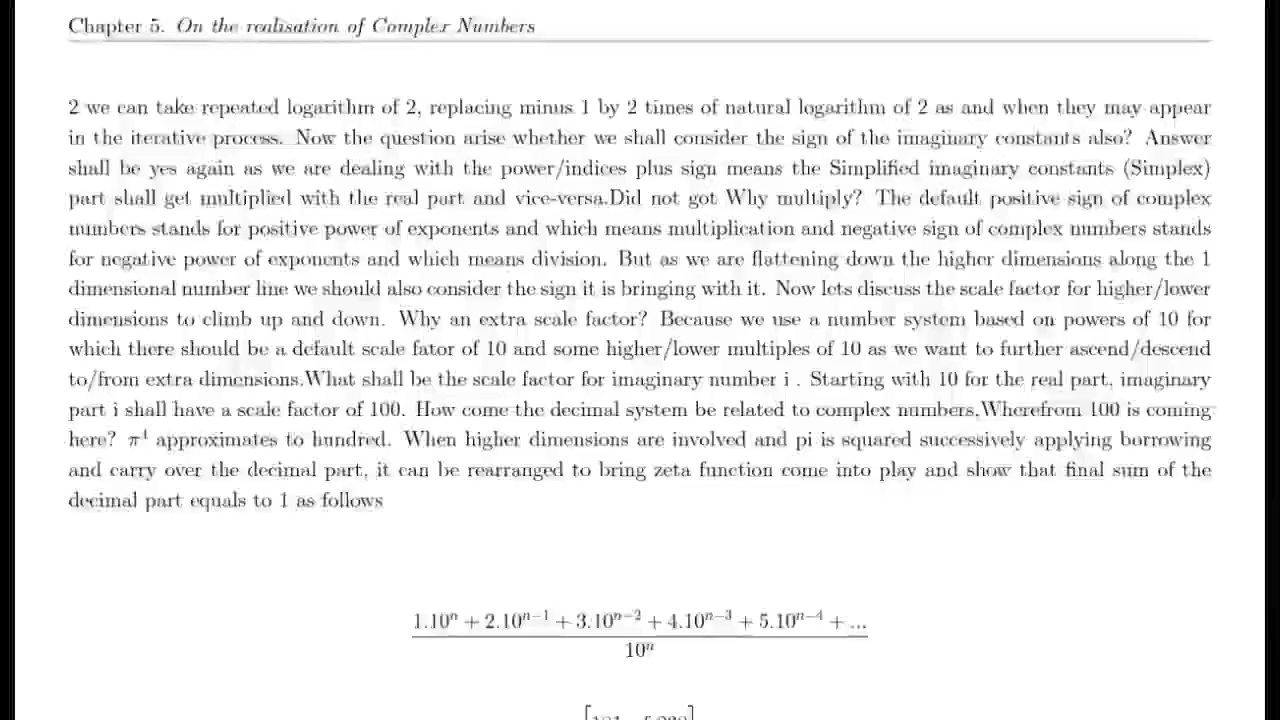 Chapter 5. On the realisation of Complex Numbers
2 we can take repeated logarithm of 2, replacing minus 1 by 2 times of natural logarithm of 2 as and when they may appear
in the iterative process. Now the question arise whether we shall consider the sign of the imaginary constants also? Answer
shall be yes again as we are dealing with the power/indices plus sign means the Simplified imaginary constants (Simplex)
part shall get multiplied with the real part and vice-versa.Did not got Why multiply? The default positive sign of complex
numbers stands for positive power of exponents and which means multiplication and negative sign of complex numbers stands
for negative power of exponents and which means division. But as we are flattening down the higher dimensions along the 1
dimensional number line we should also consider the sign it is bringing with it. Now lets discuss the scale factor for higher/lower
dimensions to climb up and down. Why an extra scale factor? Because we use a number system based on powers of 10 for
which there should be a default scale fator of 10 and some higher/lower multiples of 10 as we want to further ascend/descend
to/from extra dimensions.What shall be the scale factor for imaginary number i . Starting with 10 for the real part, imaginary
part i shall have a scale factor of 100. How come the decimal system be related to complex numbers.Wherefrom 100 is coming
here? π⁴ approximates to hundred. When higher dimensions are involved and pi is squared successively applying borrowing
and carry over the decimal part, it can be rearranged to bring zeta function come into play and show that final sum of the
decimal part equals to 1 as follows
1.10ⁿ + 2.10ⁿ⁻¹ + 3.10ⁿ⁻² + 4.10ⁿ⁻³ + 5.10ⁿ⁻⁴ + ...
10ⁿ